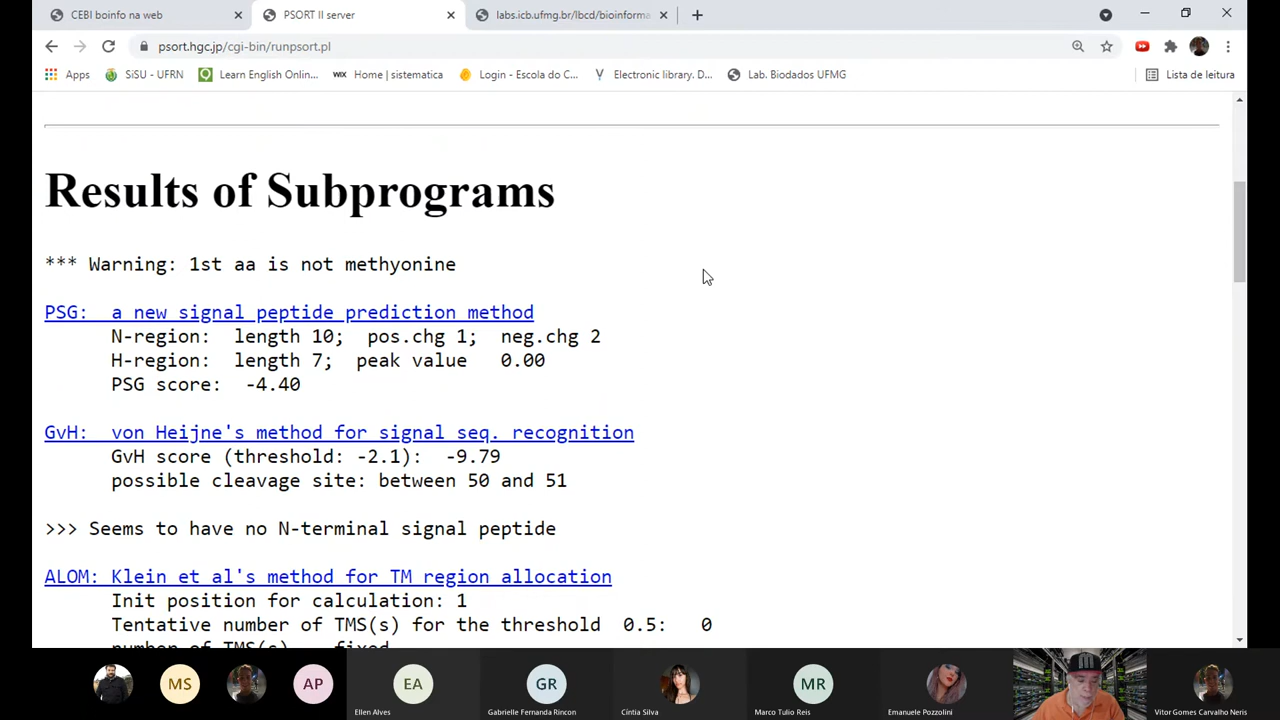 CEBI boinfo na web
PSORT II server
labs.icb.ufmg.br/lbcd/bioinforma
psort.hgc.jp/cgi-bin/runpsort.pl
Apps
SiSU - UFRN
Learn English Onlin...
WIX Home | sistematica
Login - Escola do C...
Electronic library. D...
Lab. Biodados UFMG
Lista de leitura
Results of Subprograms
*** Warning: 1st aa is not methyonine
PSG: a new signal peptide prediction method
N-region: length 10; pos.chg 1; neg.chg 2
H-region: length 7; peak value 0.00
PSG score: -4.40
GvH: von Heijne's method for signal seq. recognition
GvH score (threshold: -2.1): -9.79
possible cleavage site: between 50 and 51
>>> Seems to have no N-terminal signal peptide
ALOM: Klein et al's method for TM region allocation
Init position for calculation: 1
Tentative number of TMS(s) for the threshold 0.5: 0
number of TMS(s) .. fixed
MS
AP
EA
GR
MR
Ellen Alves
Gabrielle Fernanda Rincon
Cíntia Silva
Marco Tulio Reis
Emanuele Pozzolini
Vitor Gomes Carvalho Neris